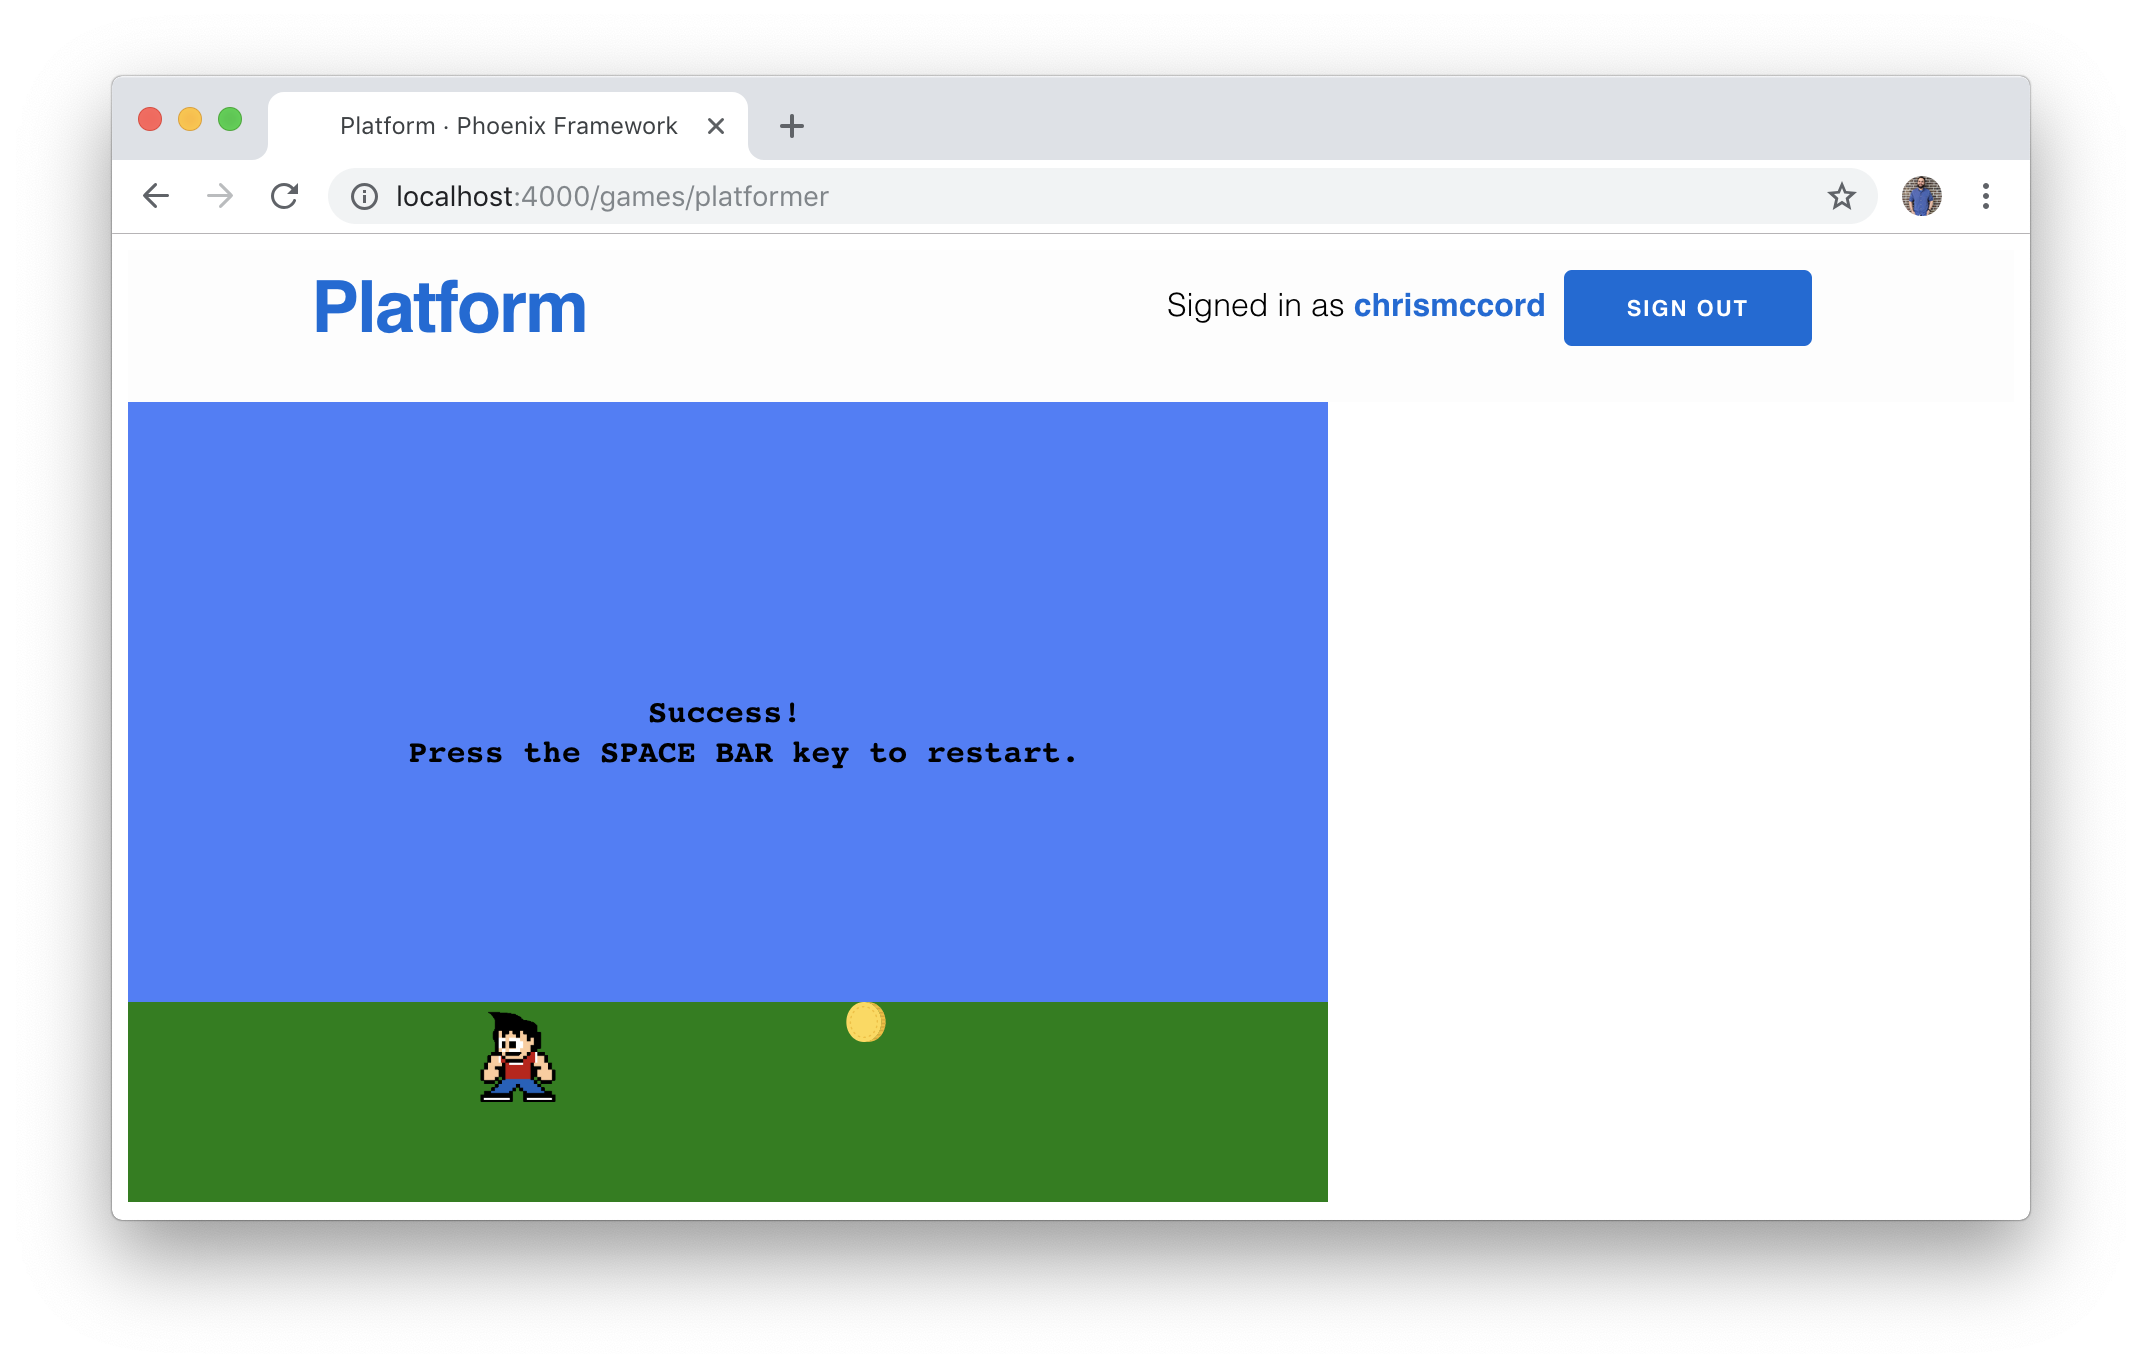 Platform · Phoenix Framework
localhost:4000/games/platformer
Platform
Signed in as chrismccord
SIGN OUT
Success!
Press the SPACE BAR key to restart.